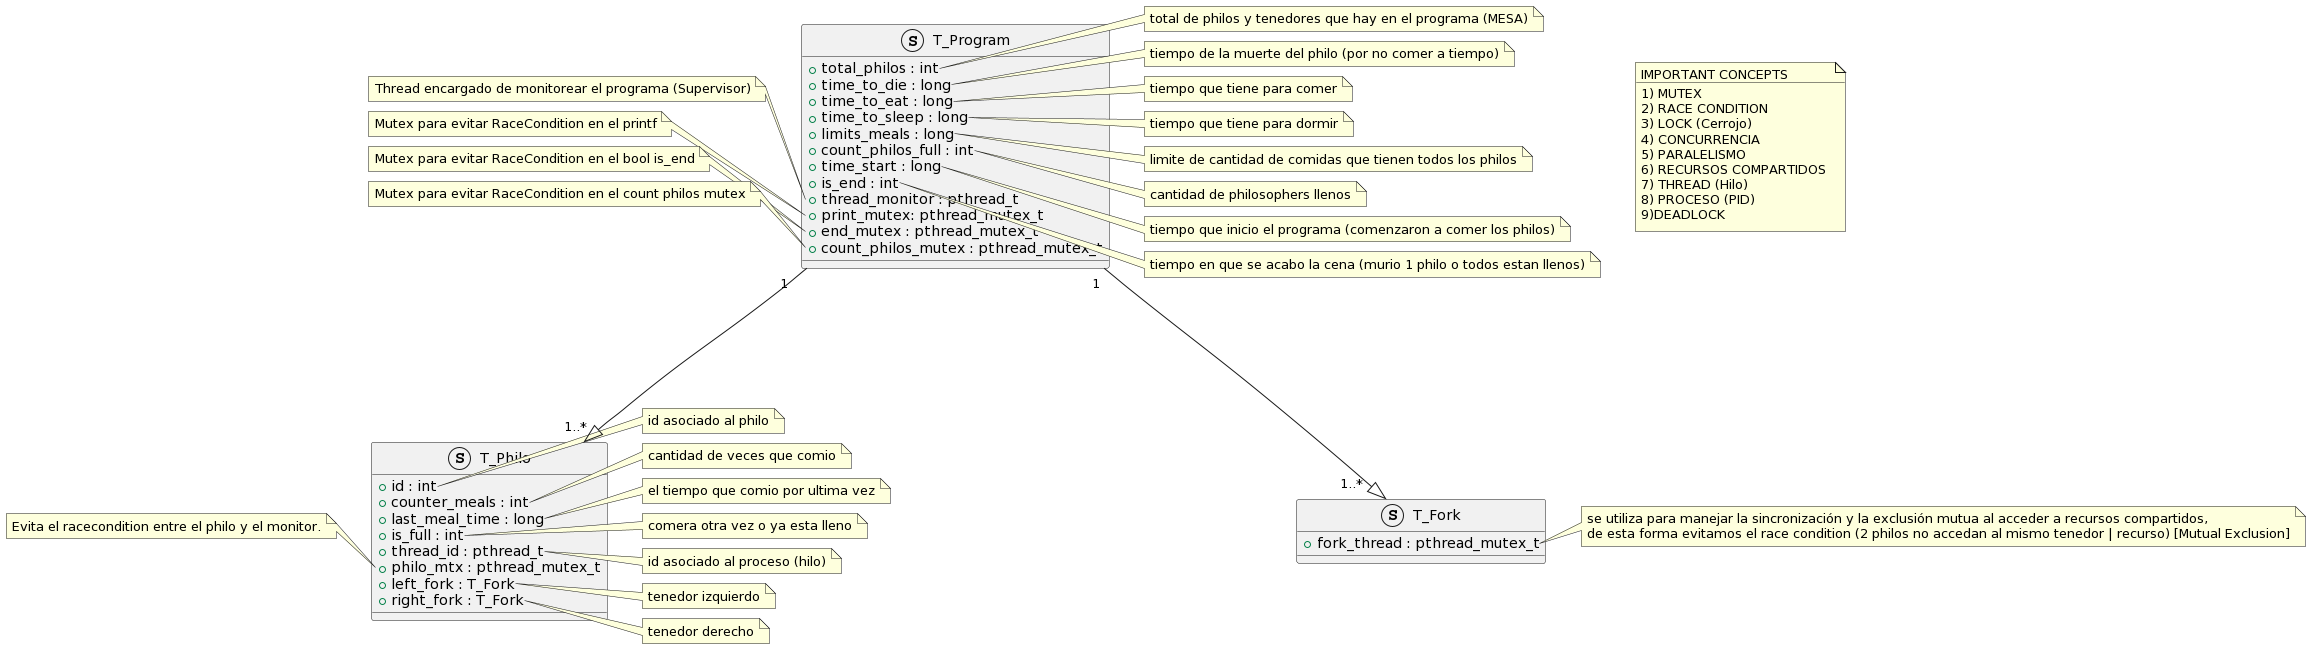 S T_Program
total_philos : int
time_to_die : long
time_to_eat : long
time_to_sleep : long
limits_meals : long
count_philos_full : int
time_start : long
is_end : int
thread_monitor : pthread_t
print_mutex: pthread_mutex_t
end_mutex : pthread_mutex_t
count_philos_mutex : pthread_mutex_t
Thread encargado de monitorear el programa (Supervisor)
Mutex para evitar RaceCondition en el printf
Mutex para evitar RaceCondition en el bool is_end
Mutex para evitar RaceCondition en el count philos mutex
total de philos y tenedores que hay en el programa (MESA)
tiempo de la muerte del philo (por no comer a tiempo)
tiempo que tiene para comer
tiempo que tiene para dormir
limite de cantidad de comidas que tienen todos los philos
cantidad de philosophers llenos
tiempo que inicio el programa (comenzaron a comer los philos)
tiempo en que se acabo la cena (murio 1 philo o todos estan llenos)
IMPORTANT CONCEPTS
1) MUTEX
2) RACE CONDITION
3) LOCK (Cerrojo)
4) CONCURRENCIA
5) PARALELISMO
6) RECURSOS COMPARTIDOS
7) THREAD (Hilo)
8) PROCESO (PID)
9)DEADLOCK
1
1
1..*
1..*
S T_Philo
id : int
counter_meals : int
last_meal_time : long
is_full : int
thread_id : pthread_t
philo_mtx : pthread_mutex_t
left_fork : T_Fork
right_fork : T_Fork
Evita el racecondition entre el philo y el monitor.
id asociado al philo
cantidad de veces que comio
el tiempo que comio por ultima vez
comera otra vez o ya esta lleno
id asociado al proceso (hilo)
tenedor izquierdo
tenedor derecho
S T_Fork
fork_thread : pthread_mutex_t
se utiliza para manejar la sincronización y la exclusión mutua al acceder a recursos compartidos,
de esta forma evitamos el race condition (2 philos no accedan al mismo tenedor | recurso) [Mutual Exclusion]